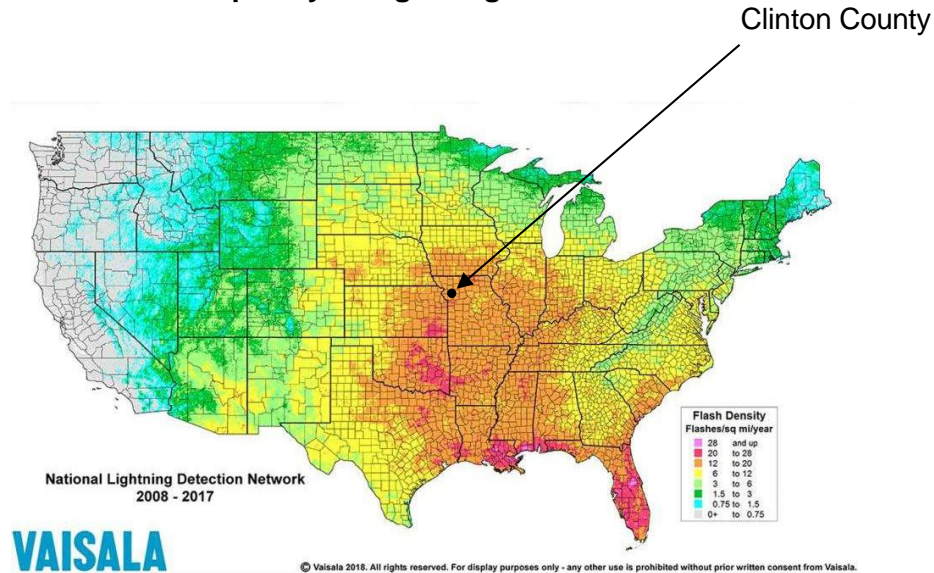 Clinton County
National Lightning Detection Network
2008 - 2017
Flash Density
Flashes/sq mi/year
28 and up
20 to 28
12 to 20
6 to 12
3 to 6
1.5 to 3
0.75 to 1.5
0+ to 0.75
VAISALA
© Vaisala 2018. All rights reserved. For display purposes only - any other use is prohibited without prior written consent from Vaisala.